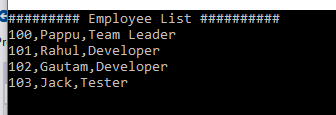 ######### Employee List ##########
100,Pappu,Team Leader
101,Rahul,Developer
102,Gautam,Developer
103,Jack,Tester